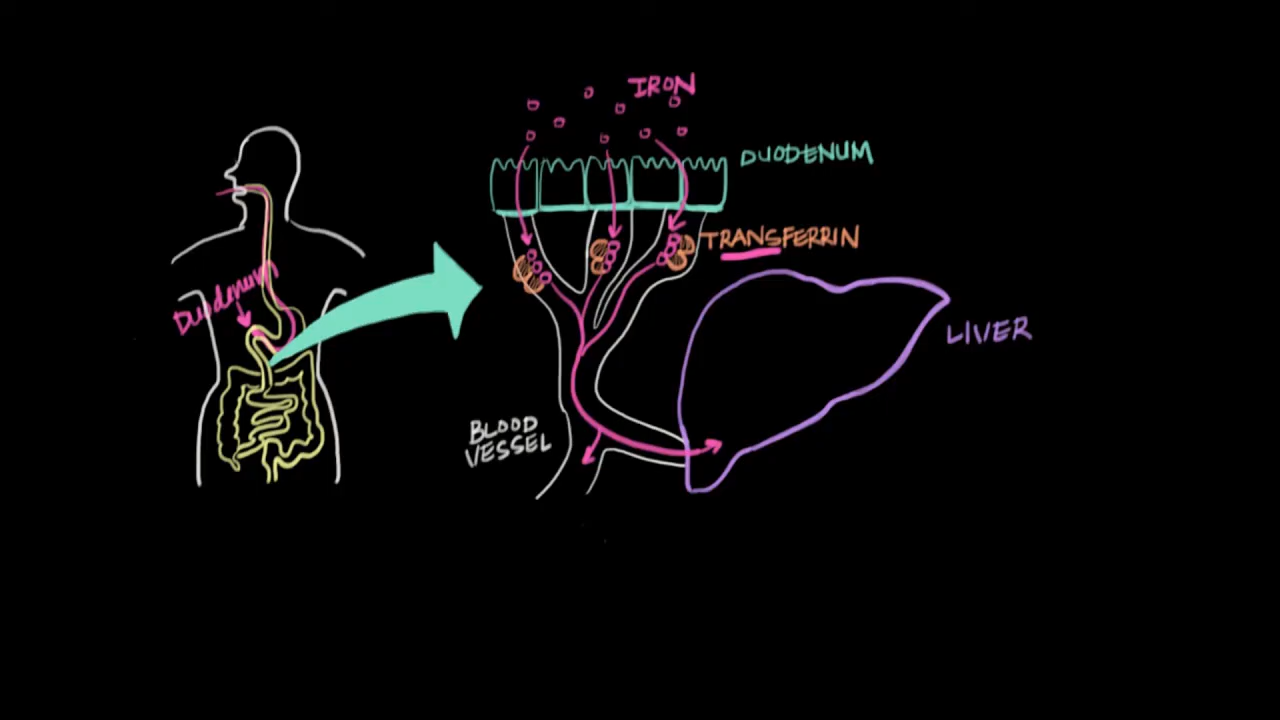 IRON
DUODENUM
TRANSFERRIN
Duodenum
LIVER
BLOOD
VESSEL